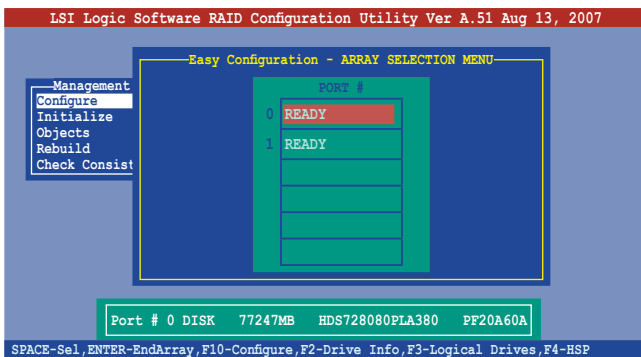 LSI Logic Software RAID Configuration Utility Ver A.51 Aug 13, 2007
Easy Configuration - ARRAY SELECTION MENU
Management
Configure
Initialize
Objects
Rebuild
Check Consist
PORT #
0 READY
1 READY
Port # 0 DISK 77247MB HDS728080PLA380 PF20A60A
SPACE-Sel,ENTER-EndArray,F10-Configure,F2-Drive Info,F3-Logical Drives,F4-HSP